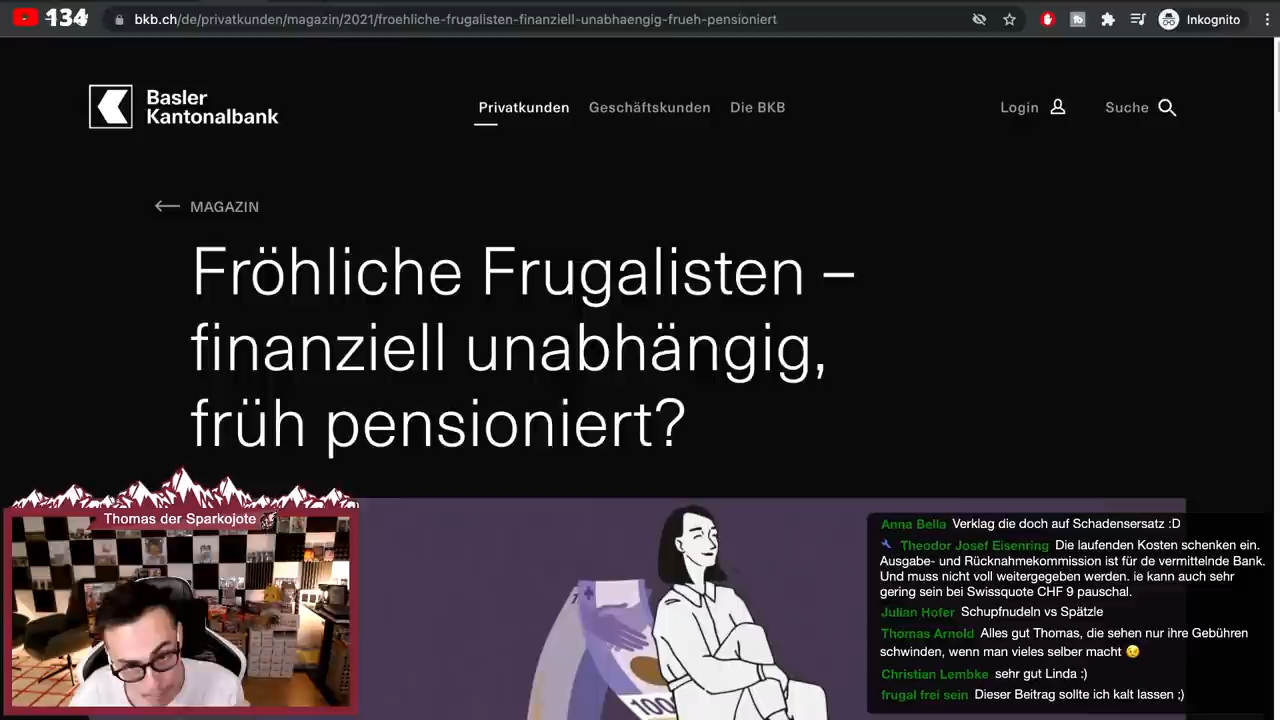 134
bkb.ch/de/privatkunden/magazin/2021/froehliche-frugalisten-finanziell-unabhaengig-frueh-pensioniert
Inkognito
Basler
Kantonalbank
Privatkunden
Geschäftskunden
Die BKB
Login
Suche
MAGAZIN
Fröhliche Frugalisten –
finanziell unabhängig,
früh pensioniert?
Thomas der Sparkojote
100
Anna Bella Verklag die doch auf Schadensersatz :D
Theodor Josef Eisenring Die laufenden Kosten schenken ein.
Ausgabe- und Rücknahmekommission ist für de vermittelnde Bank.
Und muss nicht voll weitergegeben werden. ie kann auch sehr
gering sein bei Swissquote CHF 9 pauschal.
Julian Hofer Schupfnudeln vs Spätzle
Thomas Arnold Alles gut Thomas, die sehen nur ihre Gebühren
schwinden, wenn man vieles selber macht 😉
Christian Lembke sehr gut Linda :)
frugal frei sein Dieser Beitrag sollte ich kalt lassen ;)